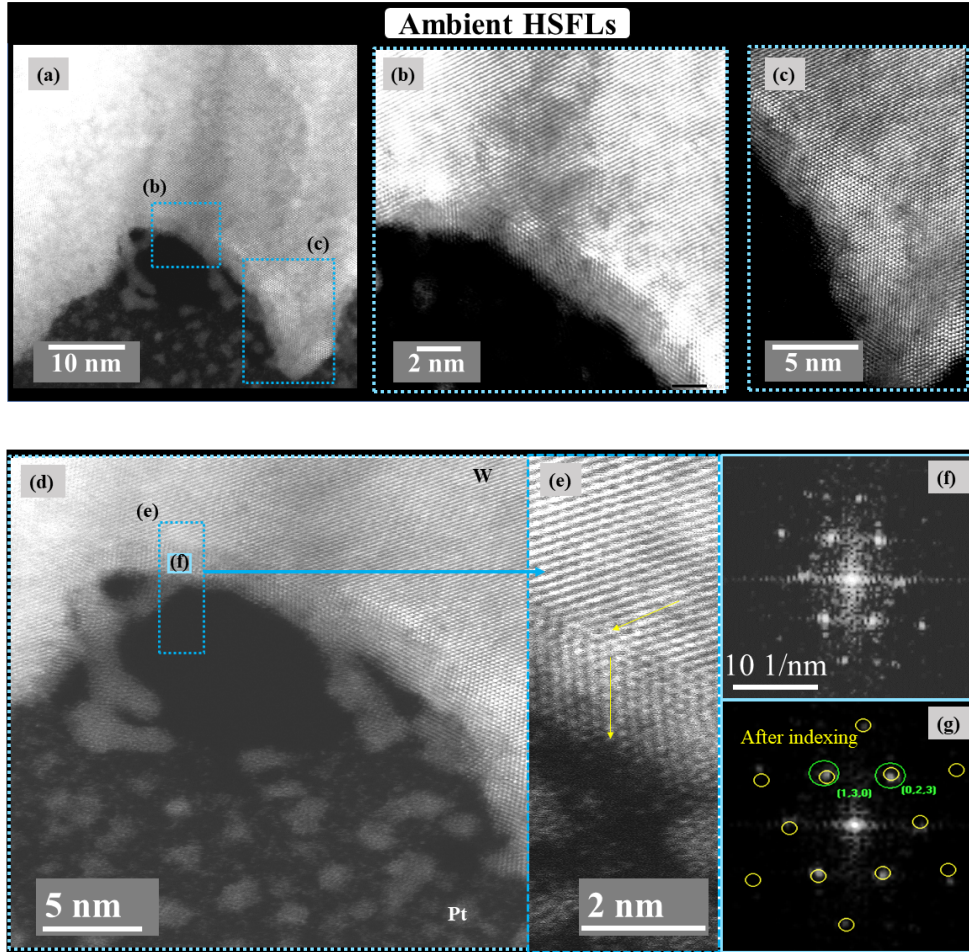 Ambient HSFLs
(a)
(b)
(c)
10 nm
(b)
2 nm
(c)
5 nm
(d)
W
(e)
(f)
5 nm
Pt
(e)
2 nm
(f)
10 1/nm
(g)
After indexing
(1,3,0)
(0,2,3)